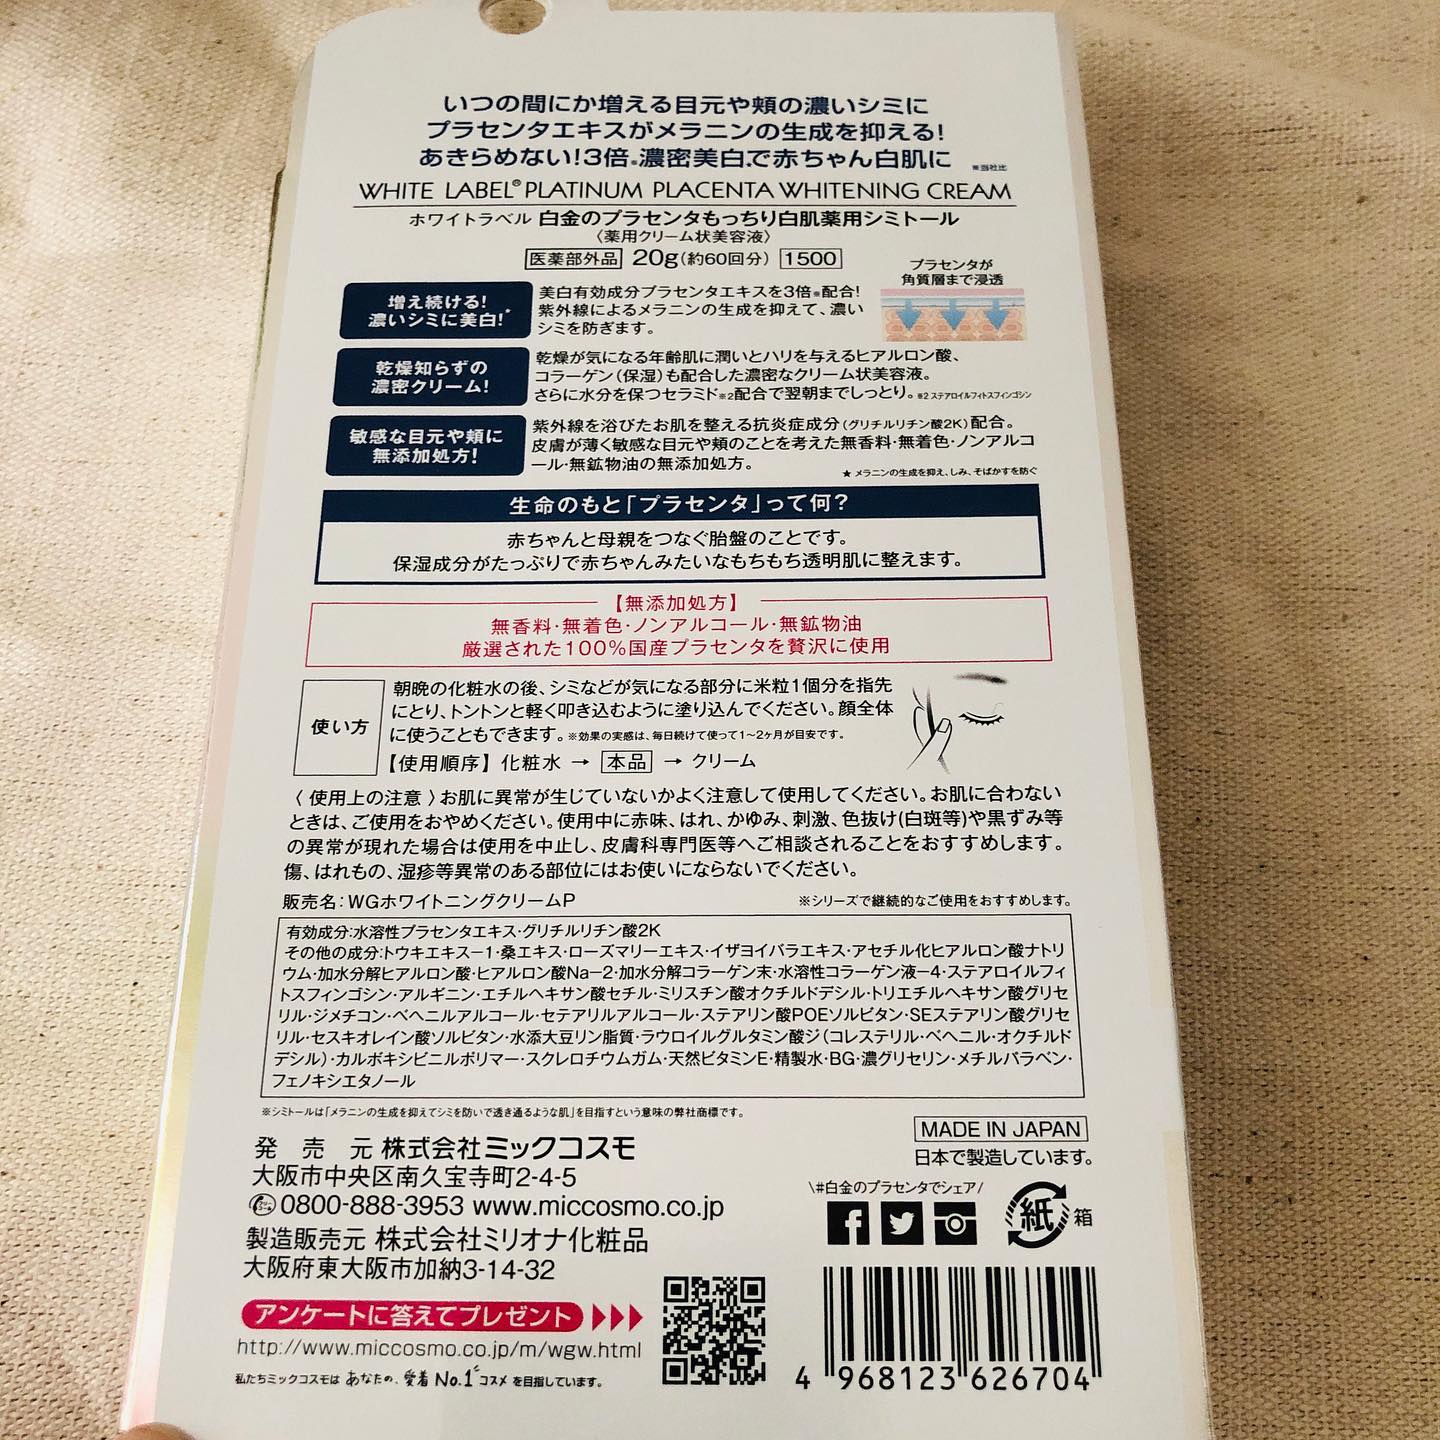 いつの間にか増える目元や頬の濃いシミに
プラセンタエキスがメラニンの生成を抑える!
あきらめない!3倍※濃密美白で赤ちゃん白肌に ※当社比
WHITE LABEL® PLATINUM PLACENTA WHITENING CREAM
ホワイトラベル 白金のプラセンタもっちり白肌薬用シミトール
〈薬用クリーム状美容液〉
医薬部外品 20g(約60回分) 1500
プラセンタが
角質層まで浸透
増え続ける!
濃いシミに美白!*
美白有効成分プラセンタエキスを3倍※配合!
紫外線によるメラニンの生成を抑えて、濃い
シミを防ぎます。
乾燥知らずの
濃密クリーム!
乾燥が気になる年齢肌に潤いとハリを与えるヒアルロン酸、
コラーゲン(保湿)も配合した濃密なクリーム状美容液。
さらに水分を保つセラミド※2配合で翌朝までしっとり。※2 ステアロイルフィトスフィンゴシン
敏感な目元や頬に
無添加処方!
紫外線を浴びたお肌を整える抗炎症成分(グリチルリチン酸2K)配合。
皮膚が薄く敏感な目元や頬のことを考えた無香料・無着色・ノンアルコ
ール・無鉱物油の無添加処方。
★ メラニンの生成を抑え、しみ、そばかすを防ぐ
生命のもと「プラセンタ」って何?
赤ちゃんと母親をつなぐ胎盤のことです。
保湿成分がたっぷりで赤ちゃんみたいなもちもち透明肌に整えます。
【無添加処方】
無香料・無着色・ノンアルコール・無鉱物油
厳選された100%国産プラセンタを贅沢に使用
使い方
朝晩の化粧水の後、シミなどが気になる部分に米粒1個分を指先
にとり、トントンと軽く叩き込むように塗り込んでください。顔全体
に使うこともできます。※効果の実感は、毎日続けて使って1〜2ヶ月が目安です。
【使用順序】化粧水 → 本品 → クリーム
〈 使用上の注意 〉お肌に異常が生じていないかよく注意して使用してください。お肌に合わない
ときは、ご使用をおやめください。使用中に赤味、はれ、かゆみ、刺激、色抜け(白斑等)や黒ずみ等
の異常が現れた場合は使用を中止し、皮膚科専門医等へご相談されることをおすすめします。
傷、はれもの、湿疹等異常のある部位にはお使いにならないでください。
販売名:WGホワイトニングクリームP ※シリーズで継続的なご使用をおすすめします。
有効成分:水溶性プラセンタエキス・グリチルリチン酸2K
その他の成分:トウキエキス−1・桑エキス・ローズマリーエキス・イザヨイバラエキス・アセチル化ヒアルロン酸ナトリ
ウム・加水分解ヒアルロン酸・ヒアルロン酸Na−2・加水分解コラーゲン末・水溶性コラーゲン液−4・ステアロイルフィ
トスフィンゴシン・アルギニン・エチルヘキサン酸セチル・ミリスチン酸オクチルドデシル・トリエチルヘキサン酸グリセ
リル・ジメチコン・ベヘニルアルコール・セテアリルアルコール・ステアリン酸POEソルビタン・SEステアリン酸グリセ
リル・セスキオレイン酸ソルビタン・水添大豆リン脂質・ラウロイルグルタミン酸ジ(コレステリル・ベヘニル・オクチルド
デシル)・カルボキシビニルポリマー・スクレロチウムガム・天然ビタミンE・精製水・BG・濃グリセリン・メチルパラベン・
フェノキシエタノール
※シミトールは「メラニンの生成を抑えてシミを防いで透き通るような肌」を目指すという意味の弊社商標です。
発 売 元 株式会社ミックコスモ
大阪市中央区南久宝寺町2-4-5
0800-888-3953 www.miccosmo.co.jp
製造販売元 株式会社ミリオナ化粧品
大阪府東大阪市加納3-14-32
MADE IN JAPAN
日本で製造しています。
\#白金のプラセンタでシェア/
紙 箱
アンケートに答えてプレゼント
http://www.miccosmo.co.jp/m/wgw.html
私たちミックコスモは あなたの、愛着 No.1 コスメ を目指しています。
4 968123 626704